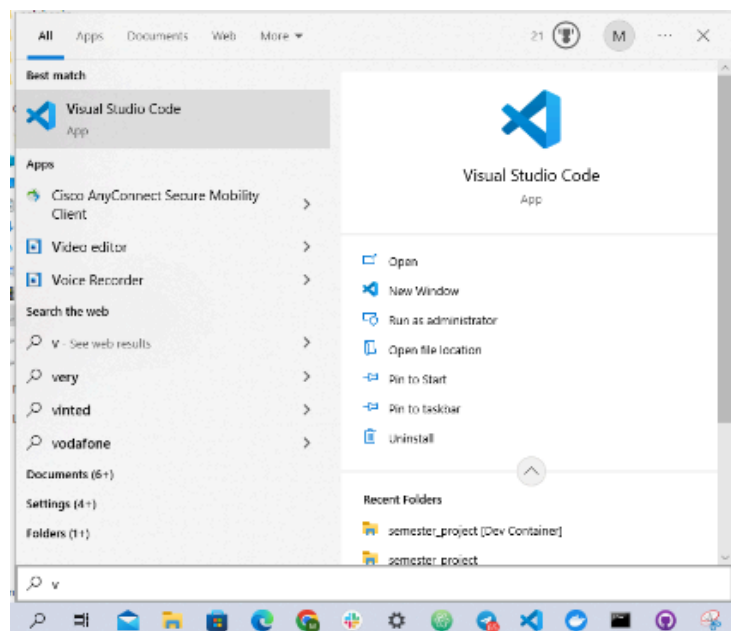 All Apps Documents Web More 21 M
Best match
Visual Studio Code
App
Apps
Cisco AnyConnect Secure Mobility
Client
Video editor
Voice Recorder
Search the web
v - See web results
very
vinted
vodafone
Documents (6+)
Settings (4+)
Folders (1+)
Visual Studio Code
App
Open
New Window
Run as administrator
Open file location
Pin to Start
Pin to taskbar
Uninstall
Recent Folders
semester_project [Dev Container]
semester project
v